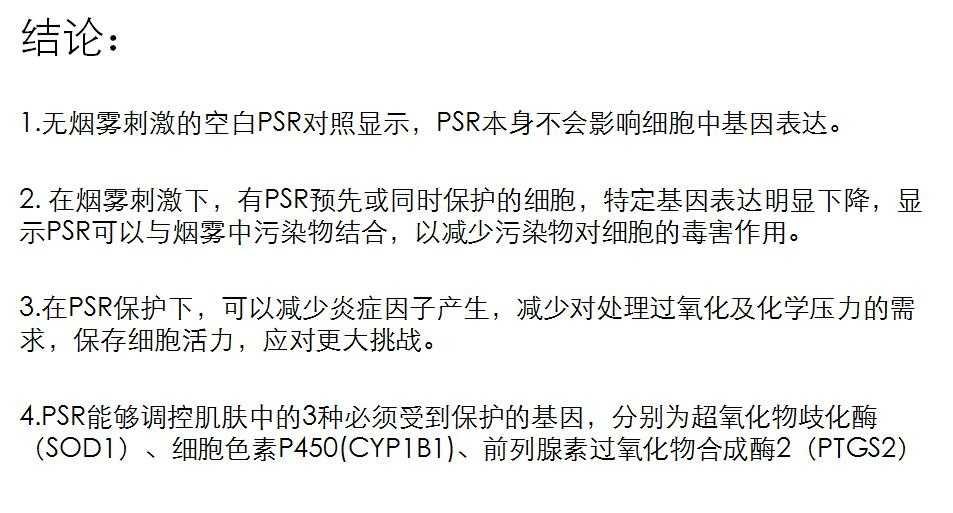 结论：
1.无烟雾刺激的空白PSR对照显示，PSR本身不会影响细胞中基因表达。
2. 在烟雾刺激下，有PSR预先或同时保护的细胞，特定基因表达明显下降，显
示PSR可以与烟雾中污染物结合，以减少污染物对细胞的毒害作用。
3.在PSR保护下，可以减少炎症因子产生，减少对处理过氧化及化学压力的需
求，保存细胞活力，应对更大挑战。
4.PSR能够调控肌肤中的3种必须受到保护的基因，分别为超氧化物歧化酶
（SOD1）、细胞色素P450(CYP1B1)、前列腺素过氧化物合成酶2（PTGS2）